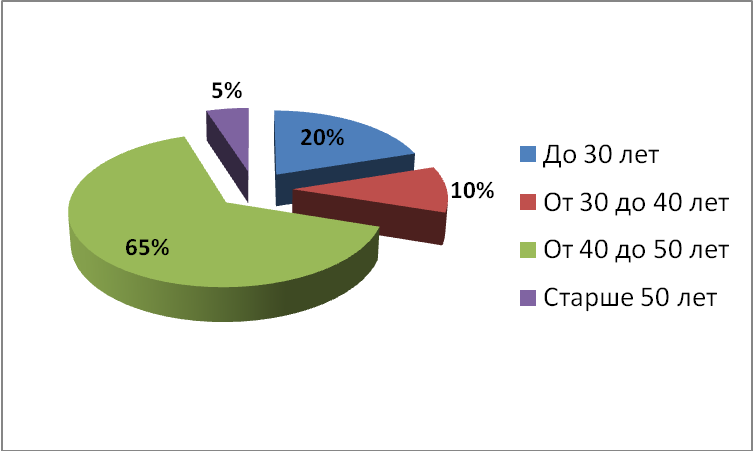 5%
20%
10%
65%
До 30 лет
От 30 до 40 лет
От 40 до 50 лет
Старше 50 лет